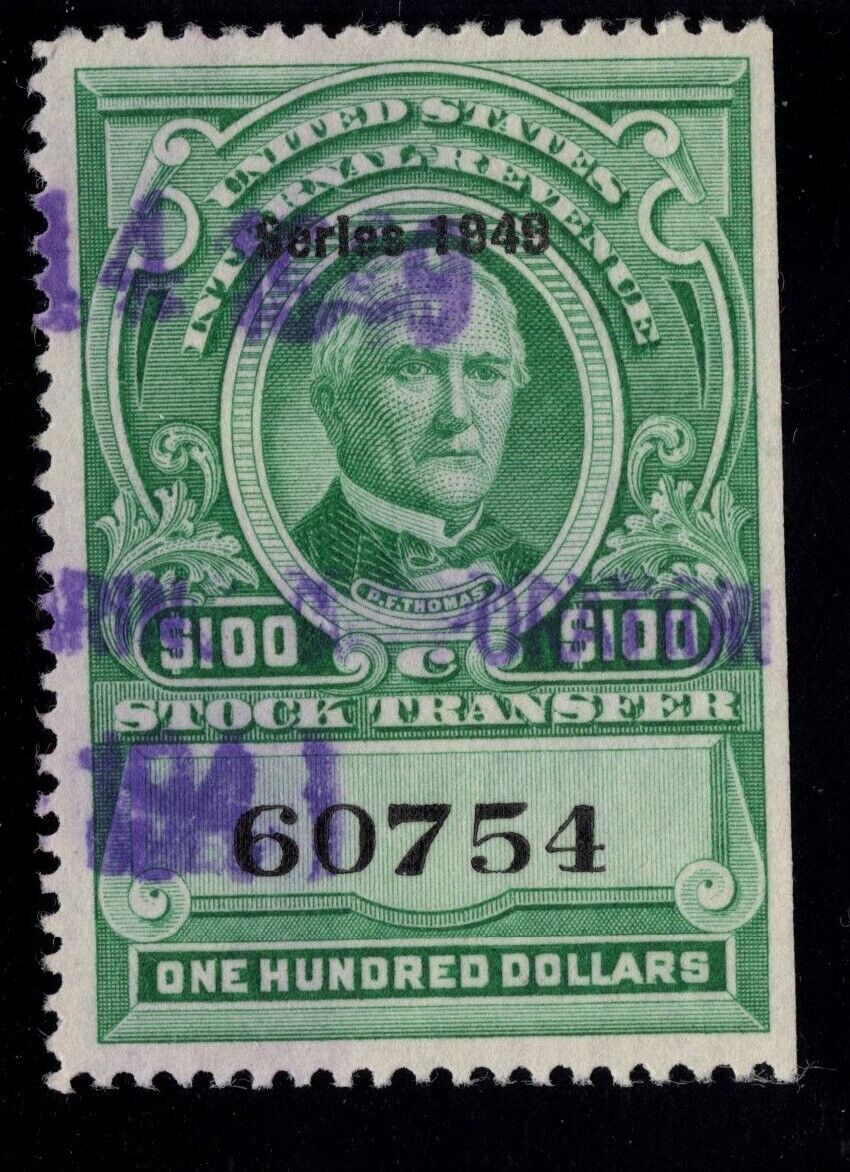 UNITED STATES
INTERNAL REVENUE
Series 1949
P.F.THOMAS
$100 C $100
STOCK TRANSFER
60754
ONE HUNDRED DOLLARS